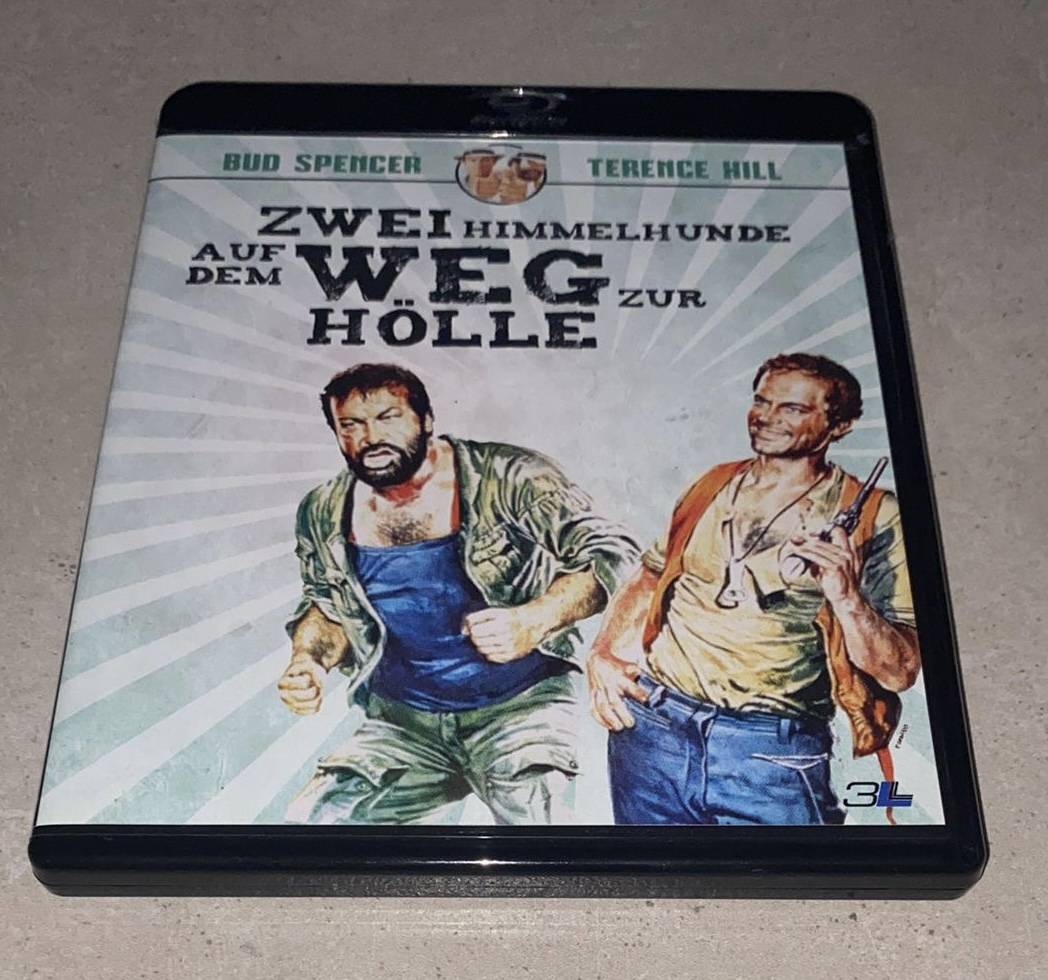 BUD SPENCER TERENCE HILL
ZWEI HIMMELHUNDE
AUF DEM WEG ZUR
HÖLLE
3L